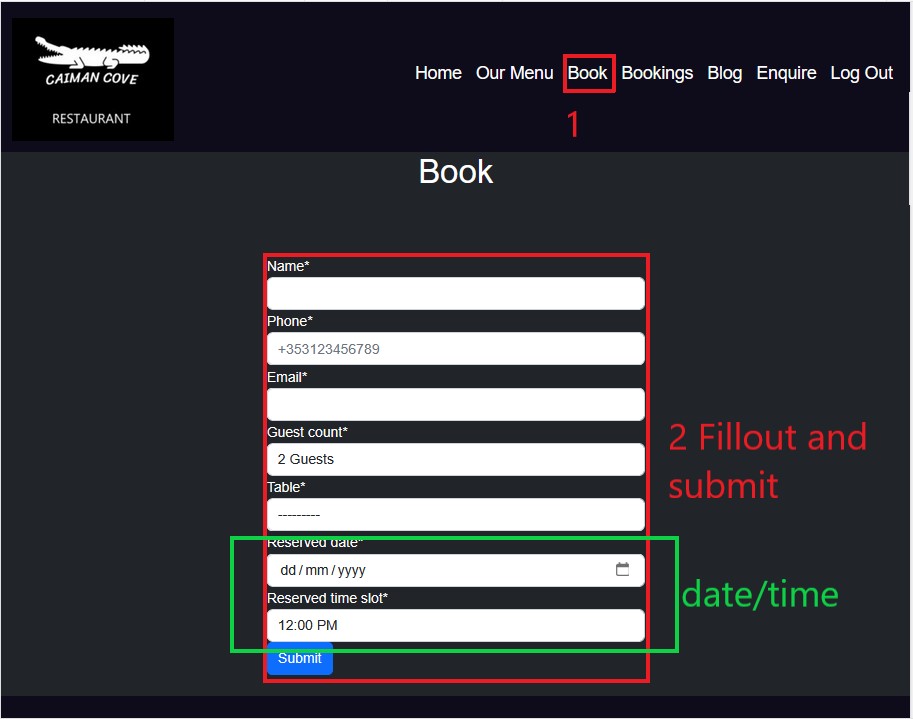 CAIMAN COVE
RESTAURANT
Home Our Menu Book Bookings Blog Enquire Log Out
1
Book
Name*
Phone*
+353123456789
Email*
Guest count*
2 Guests
2 Fillout and
submit
Table*
---------
Reserved date*
dd/mm/yyyy
date/time
Reserved time slot*
12:00 PM
Submit